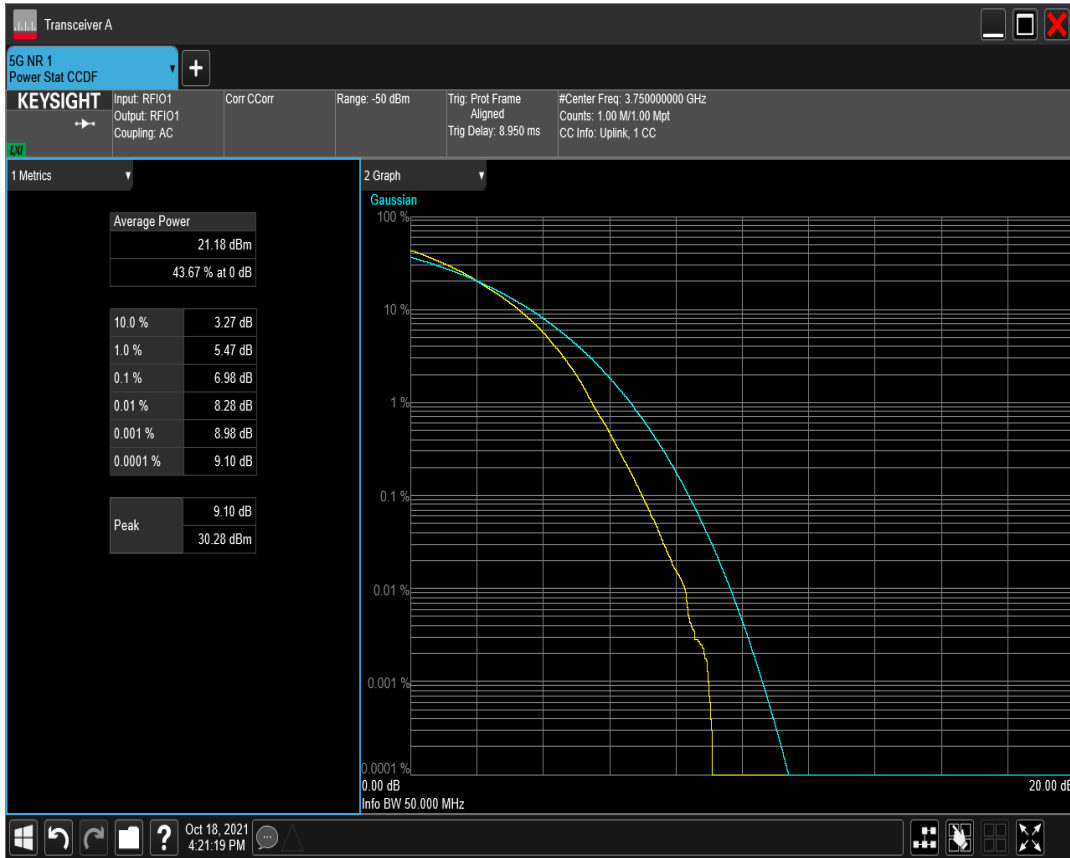 Transceiver A
5G NR 1
Power Stat CCDF
KEYSIGHT
LXI
Input: RFIO1
Output: RFIO1
Coupling: AC
Corr CCorr
Range: -50 dBm
Trig: Prot Frame
Aligned
Trig Delay: 8.950 ms
#Center Freq: 3.750000000 GHz
Counts: 1.00 M/1.00 Mpt
CC Info: Uplink, 1 CC
1 Metrics
Average Power
21.18 dBm
43.67 % at 0 dB
10.0 % 3.27 dB
1.0 % 5.47 dB
0.1 % 6.98 dB
0.01 % 8.28 dB
0.001 % 8.98 dB
0.0001 % 9.10 dB
Peak
9.10 dB
30.28 dBm
2 Graph
Gaussian
100 %
10 %
1 %
0.1 %
0.01 %
0.001 %
0.0001 %
0.00 dB 20.00 dB
Info BW 50.000 MHz
?
Oct 18, 2021
4:21:19 PM